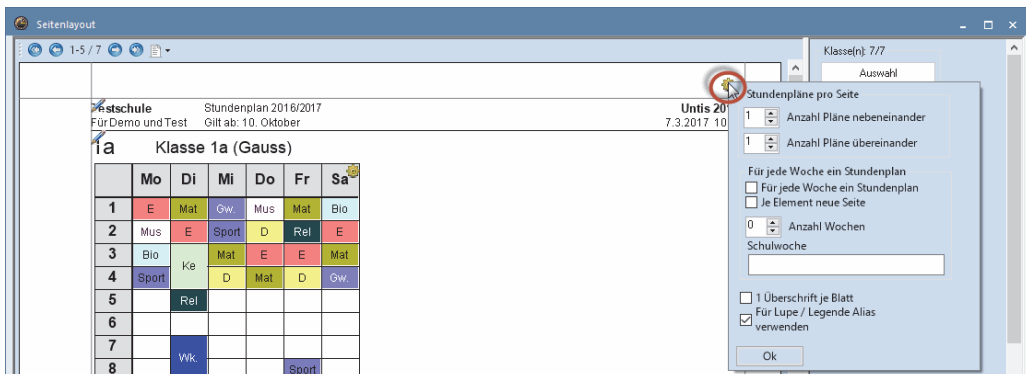 Seitenlayout
1-5 / 7
Klasse(n): 7/7
Auswahl
Stundenpläne pro Seite
1 Anzahl Pläne nebeneinander
1 Anzahl Pläne übereinander
Für jede Woche ein Stundenplan
Für jede Woche ein Stundenplan
Je Element neue Seite
0 Anzahl Wochen
Schulwoche
1 Überschrift je Blatt
Für Lupe / Legende Alias
verwenden
Ok
Testschule Stundenplan 2016/2017 Untis 20
Für Demo und Test Gilt ab: 10. Oktober 7.3.2017 10
1a Klasse 1a (Gauss)
Mo Di Mi Do Fr Sa
1 E Mat Gw. Mus Mat Bio
2 Mus E Sport D Rel E
3 Bio Ke Mat E E Mat
4 Sport D Mat D Gw.
5 Rel
6
7 Wk.
8 Sport